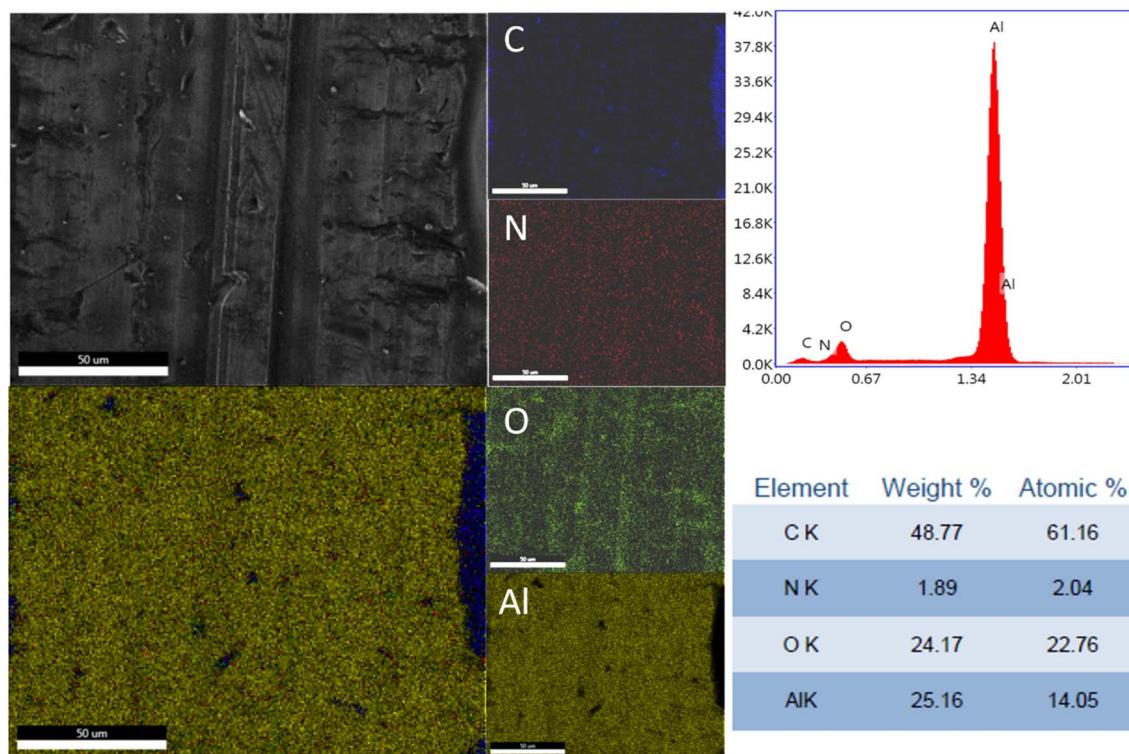 50 um
50 um
C
50 um
N
50 um
O
50 um
Al
50 um
42.0K
37.8K
33.6K
29.4K
25.2K
21.0K
16.8K
12.6K
8.4K
4.2K
0.0K
C
N
O
Al
Al
0.00
0.67
1.34
2.01
Element Weight % Atomic %
C K 48.77 61.16
N K 1.89 2.04
O K 24.17 22.76
AlK 25.16 14.05